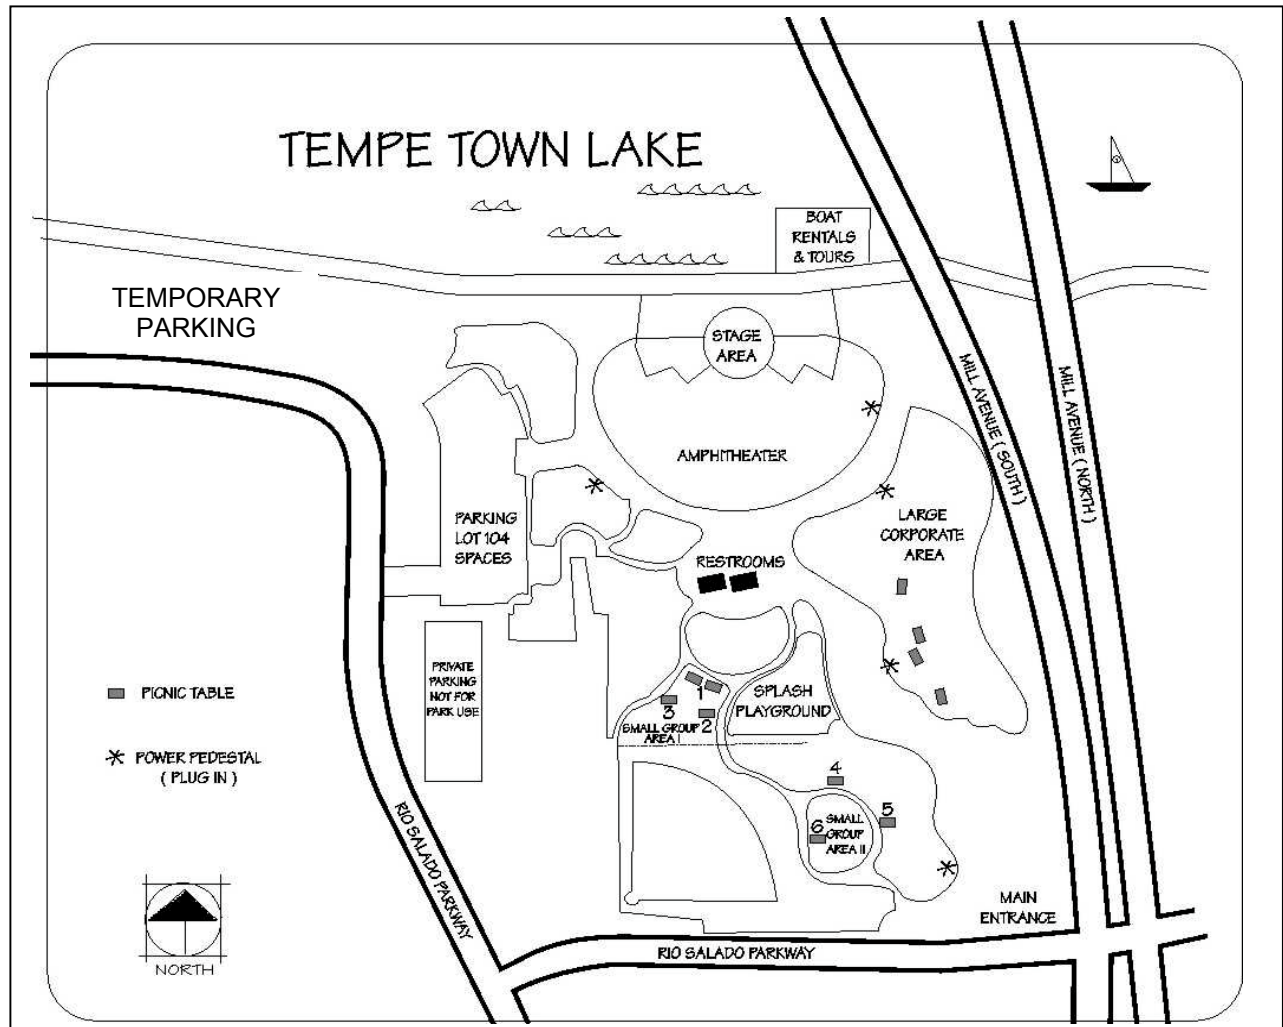 TEMPE TOWN LAKE
BOAT
RENTALS
& TOURS
TEMPORARY
PARKING
STAGE
AREA
MILL AVENUE ( SOUTH )
MILL AVENUE ( NORTH )
AMPHITHEATER
PARKING
LOT 104
SPACES
LARGE
CORPORATE
AREA
RESTROOMS
PRIVATE
PARKING
NOT FOR
PARK USE
PICNIC TABLE
POWER PEDESTAL
( PLUG IN )
1
3
2
SMALL GROUP
AREA I
SPLASH
PLAYGROUND
4
5
6
SMALL
GROUP
AREA II
RIO SALADO PARKWAY
MAIN
ENTRANCE
RIO SALADO PARKWAY
NORTH